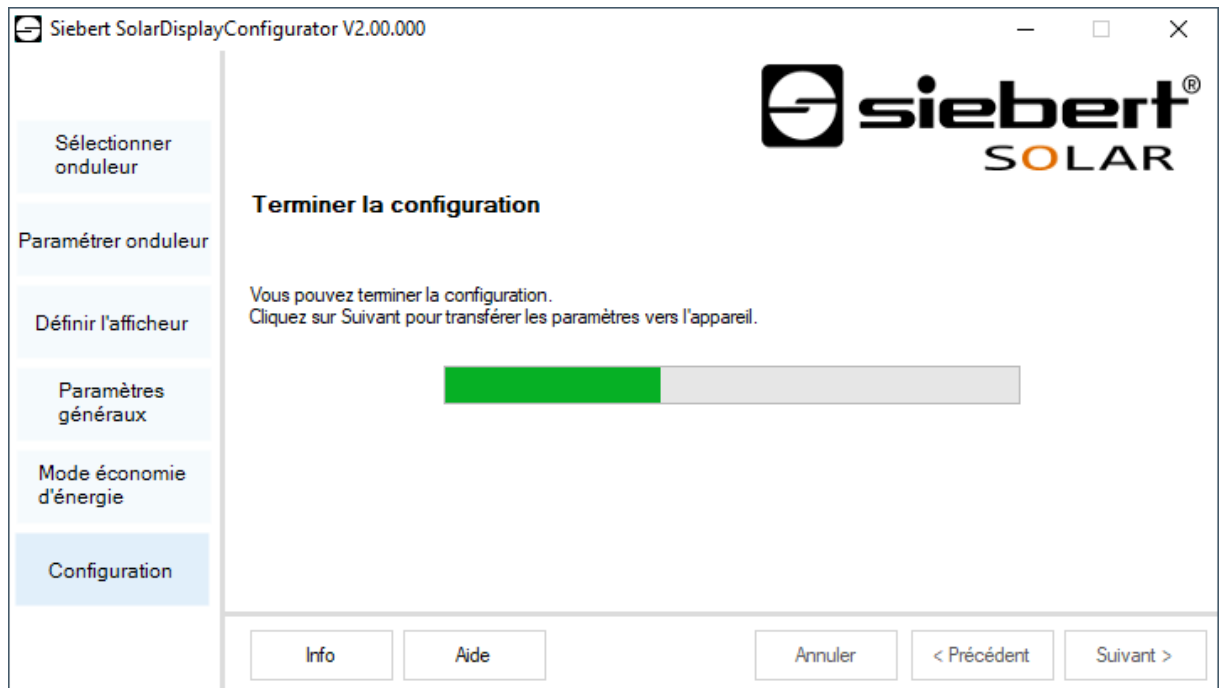 Siebert SolarDisplayConfigurator V2.00.000
siebert®
SOLAR
Sélectionner
onduleur
Paramétrer onduleur
Définir l'afficheur
Paramètres
généraux
Mode économie
d'énergie
Configuration
Terminer la configuration
Vous pouvez terminer la configuration.
Cliquez sur Suivant pour transférer les paramètres vers l'appareil.
Info
Aide
Annuler
< Précédent
Suivant >